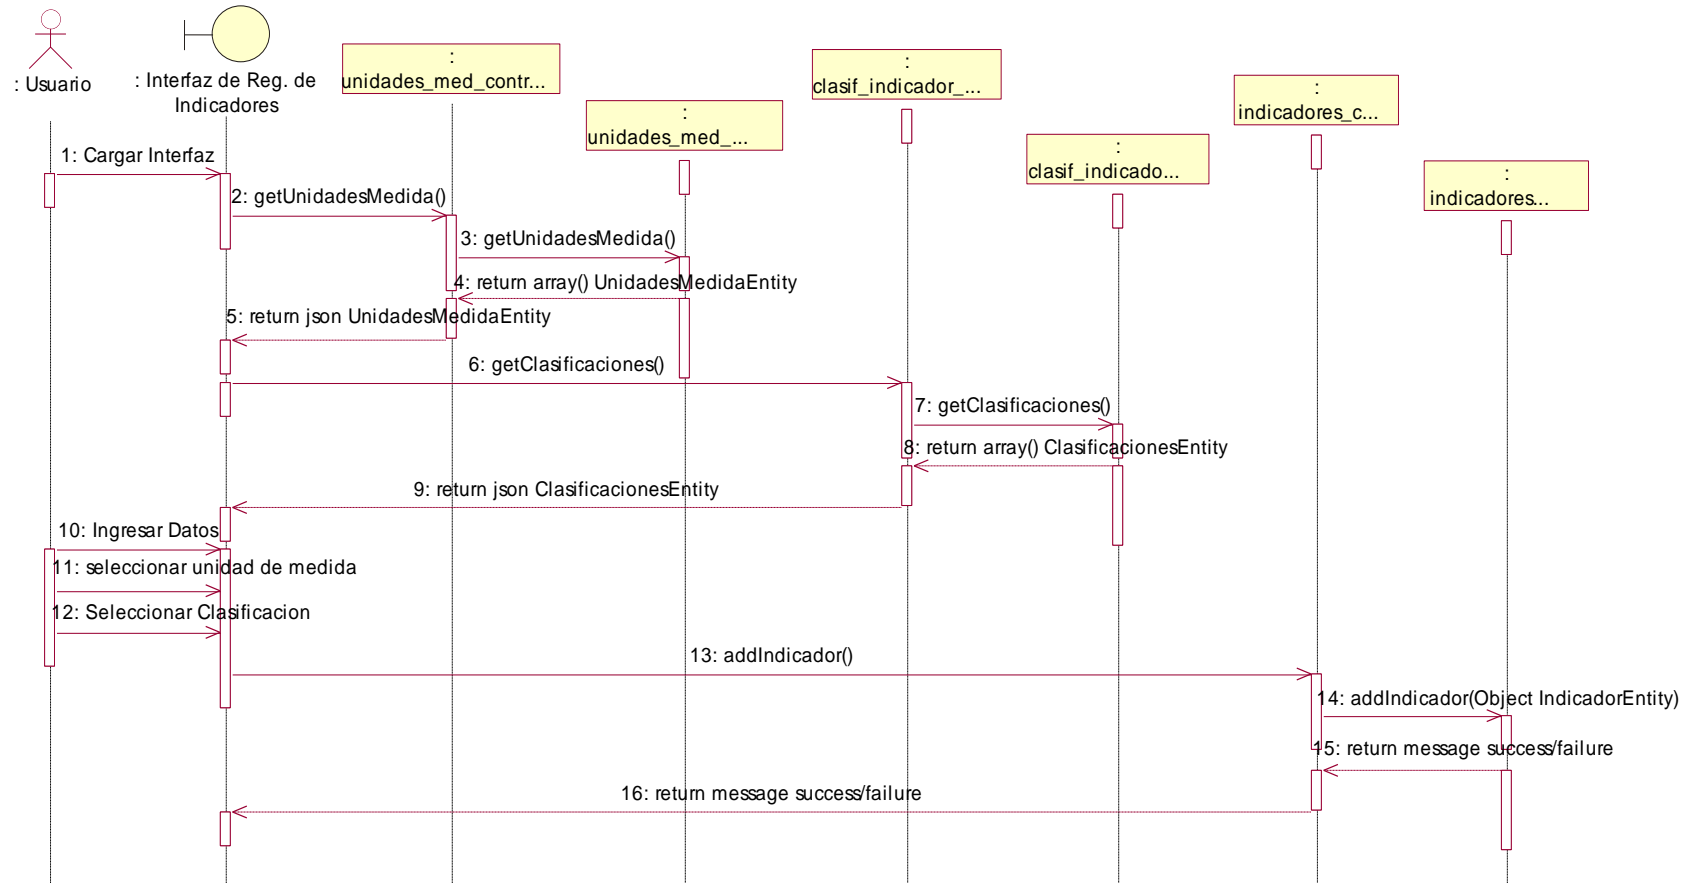 : Usuario
: Interfaz de Reg. de
Indicadores
:
unidades_med_contr...
:
unidades_med_...
:
clasif_indicador_...
:
clasif_indicado...
:
indicadores_c...
:
indicadores...
1: Cargar Interfaz
2: getUnidadesMedida()
3: getUnidadesMedida()
4: return array() UnidadesMedidaEntity
5: return json UnidadesMedidaEntity
6: getClasificaciones()
7: getClasificaciones()
8: return array() ClasificacionesEntity
9: return json ClasificacionesEntity
10: Ingresar Datos
11: seleccionar unidad de medida
12: Seleccionar Clasificacion
13: addIndicador()
14: addIndicador(Object IndicadorEntity)
15: return message success/failure
16: return message success/failure